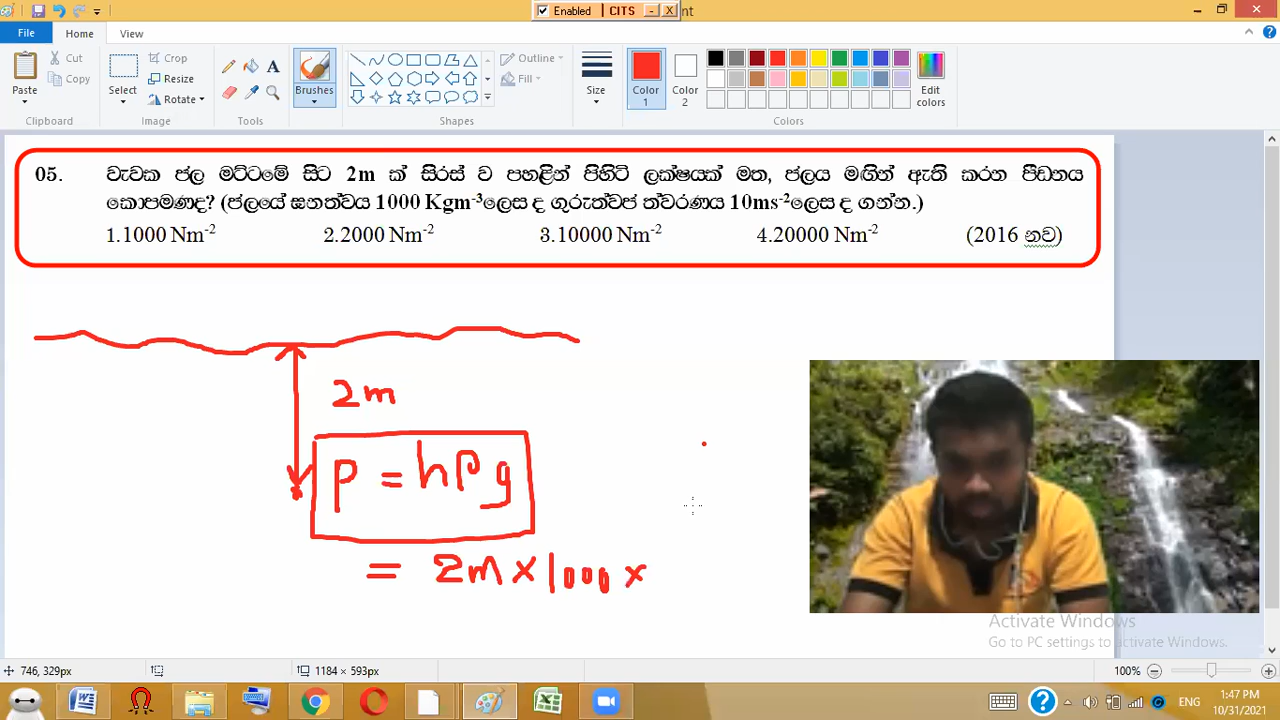 Enabled | CITS
nt
File Home View
Cut
Copy
Paste
Clipboard
Select
Crop
Resize
Rotate
Image
Tools
Brushes
Shapes
Outline
Fill
Size
Color 1
Color 2
Edit colors
Colors
05. වැවක ජල මට්ටමේ සිට 2m ක් සිරස් ව පහළින් පිහිටි ලක්ෂයක් මත, ජලය මඟින් ඇති කරන පීඩනය
කොපමණද? (ජලයේ ඝනත්වය 1000 Kgm-3ලෙස ද ගුරුත්වජ ත්වරණය 10ms-2ලෙස ද ගන්න.)
1.1000 Nm-2 2.2000 Nm-2 3.10000 Nm-2 4.20000 Nm-2 (2016 නව)
2m
P = hρg
= 2m × 1000 ×
Activate Windows
Go to PC settings to activate Windows.
746, 329px 1184 × 593px 100%
ENG 1:47 PM
10/31/2021